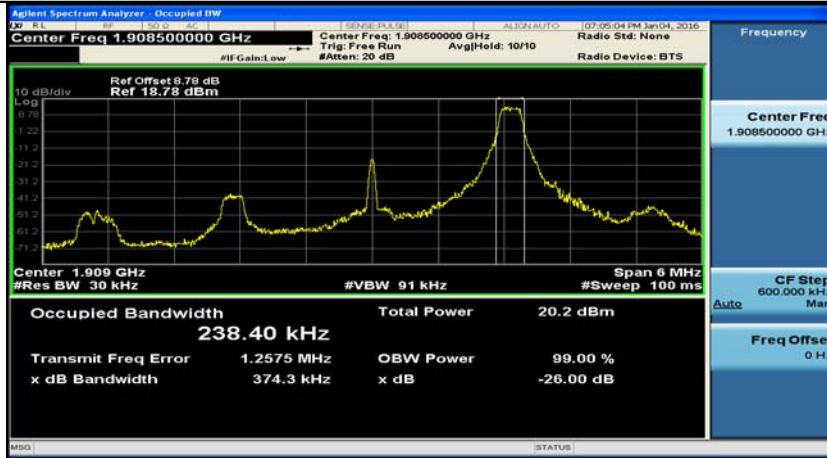 Agilent Spectrum Analyzer - Occupied BW
LXI RL RF 50 Ω AC SENSE:PULSE ALIGN AUTO 07:05:04 PM Jan 04, 2016
Center Freq 1.908500000 GHz
Center Freq: 1.908500000 GHz
Radio Std: None
Trig: Free Run
Avg|Hold: 10/10
#IFGain:Low
#Atten: 20 dB
Radio Device: BTS
Ref Offset 8.78 dB
10 dB/div Ref 18.78 dBm
Log
8.78
-1.22
-11.2
-21.2
-31.2
-41.2
-51.2
-61.2
-71.2
Center 1.909 GHz
Span 6 MHz
#Res BW 30 kHz
#VBW 91 kHz
#Sweep 100 ms
Occupied Bandwidth
Total Power 20.2 dBm
238.40 kHz
Transmit Freq Error 1.2575 MHz
OBW Power 99.00 %
x dB Bandwidth 374.3 kHz
x dB -26.00 dB
MSG
STATUS
Frequency
Center Freq
1.908500000 GHz
CF Step
600.000 kHz
Auto Man
Freq Offset
0 Hz